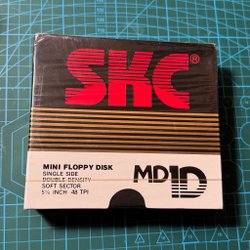 SKC®
MINI FLOPPY DISK
SINGLE SIDE
DOUBLE DENSITY
SOFT SECTOR
5¼ INCH 48 TPI
MD1D